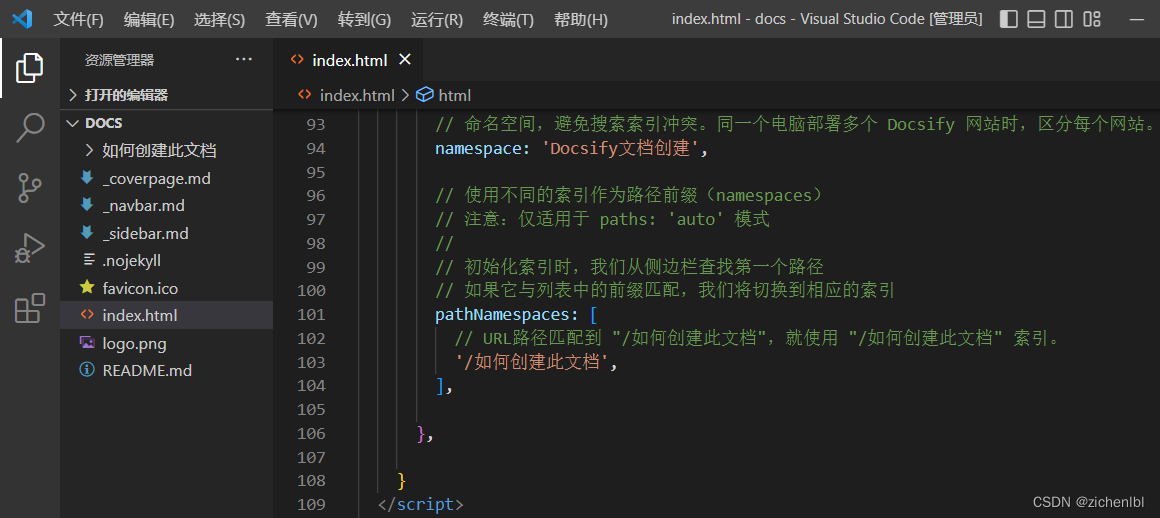 文件(F) 编辑(E) 选择(S) 查看(V) 转到(G) 运行(R) 终端(T) 帮助(H) index.html - docs - Visual Studio Code [管理员]
资源管理器 ···
打开的编辑器
DOCS
如何创建此文档
_coverpage.md
_navbar.md
_sidebar.md
.nojekyll
favicon.ico
index.html
logo.png
README.md
index.html
index.html > html
93 // 命名空间，避免搜索索引冲突。同一个电脑部署多个 Docsify 网站时，区分每个网站。
94 namespace: 'Docsify文档创建',
95
96 // 使用不同的索引作为路径前缀（namespaces）
97 // 注意：仅适用于 paths: 'auto' 模式
98 //
99 // 初始化索引时，我们从侧边栏查找第一个路径
100 // 如果它与列表中的前缀匹配，我们将切换到相应的索引
101 pathNamespaces: [
102 // URL路径匹配到 "/如何创建此文档"，就使用 "/如何创建此文档" 索引。
103 '/如何创建此文档',
104 ],
105
106 },
107
108 }
109 </script>
CSDN @zichenlbl